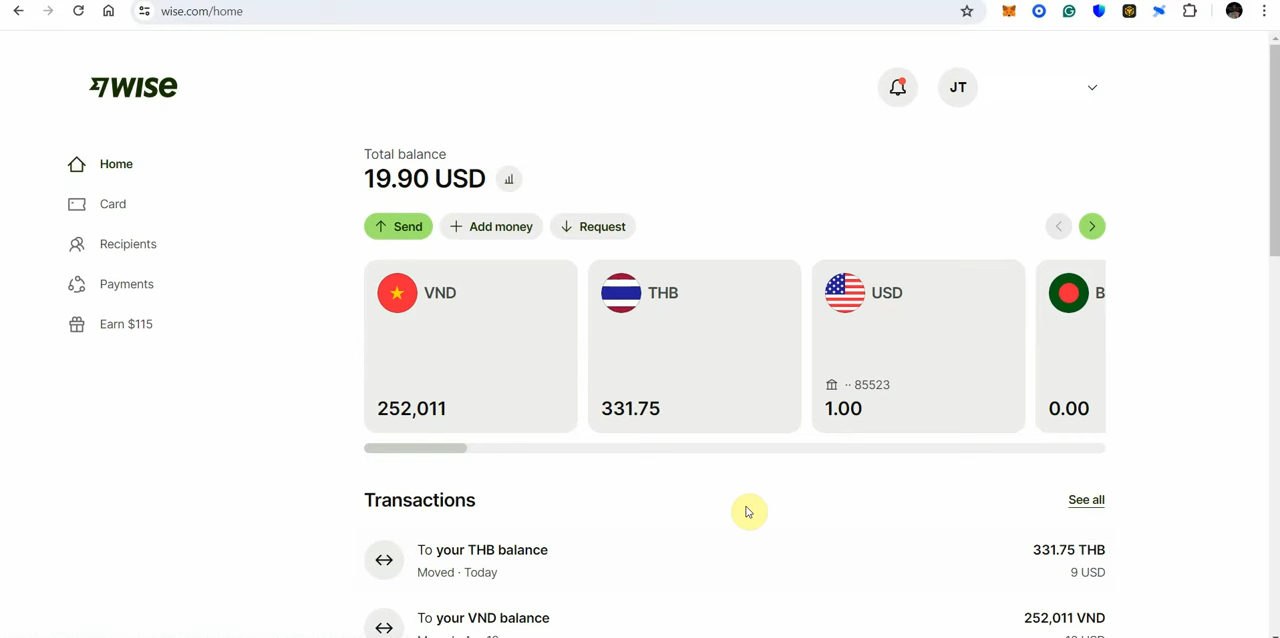 wise.com/home
WISE
JT
Home
Card
Recipients
Payments
Earn $115
Total balance
19.90 USD
Send
Add money
Request
VND
252,011
THB
331.75
USD
·· 85523
1.00
B
0.00
Transactions
See all
To your THB balance
331.75 THB
Moved · Today
9 USD
To your VND balance
252,011 VND